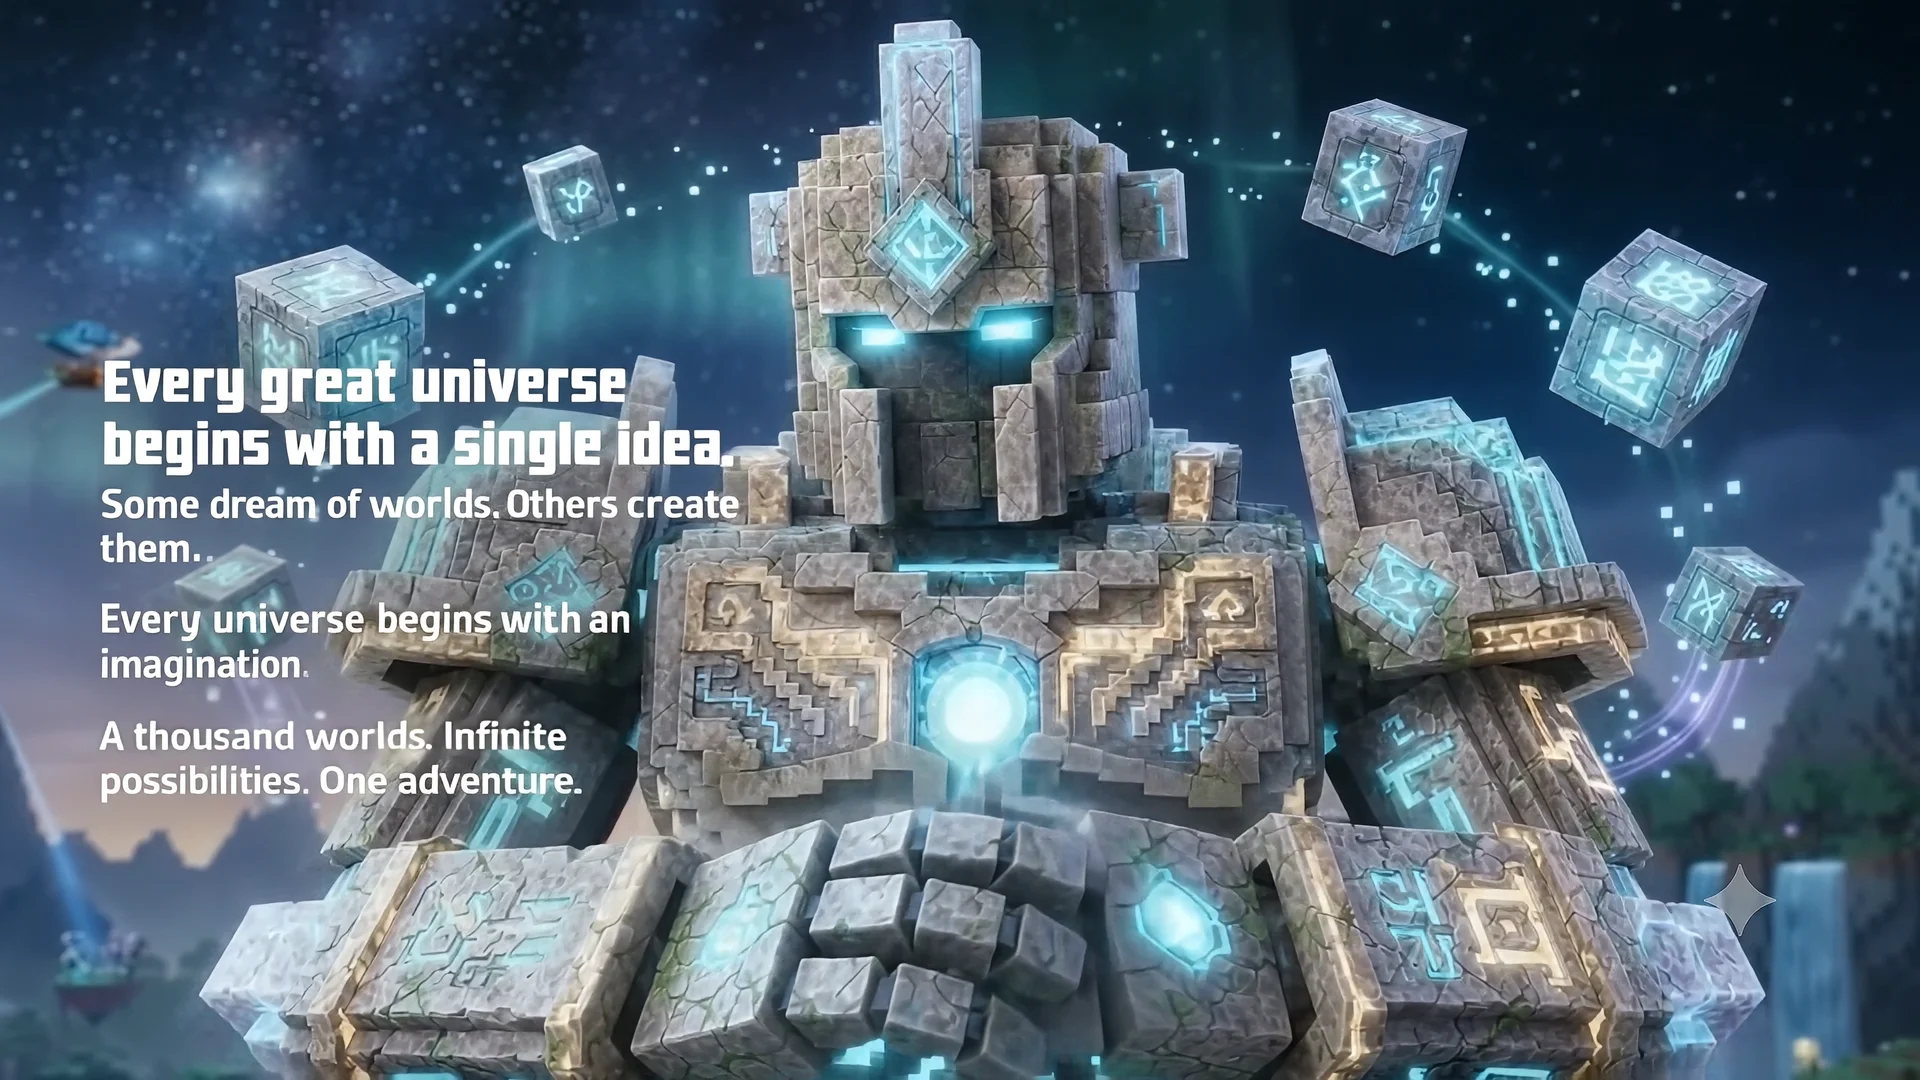 Every great universe
begins with a single idea.
Some dream of worlds. Others create
them..
Every universe begins with an
imagination.
A thousand worlds. Infinite
possibilities. One adventure.